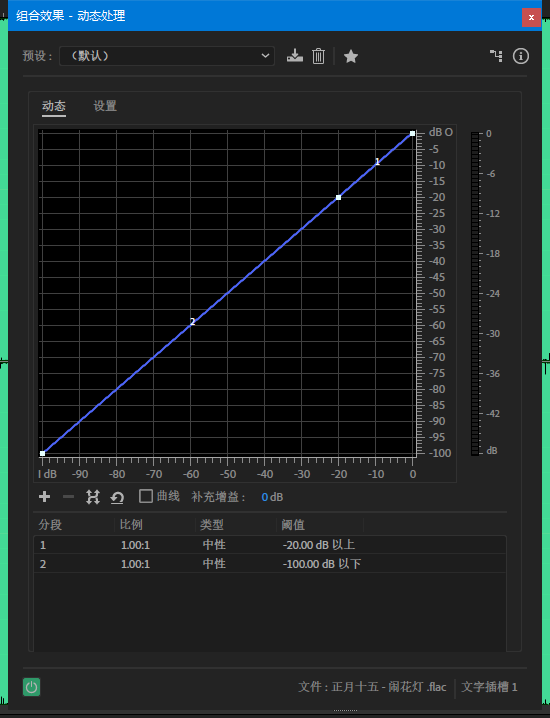 组合效果 - 动态处理
x
预设: （默认）
动态 设置
dB O
-5
-10
-15
-20
-25
-30
-35
-40
-45
-50
-55
-60
-65
-70
-75
-80
-85
-90
-95
-100
1
2
0
-6
-12
-18
-24
-30
-36
-42
dB
I dB -90 -80 -70 -60 -50 -40 -30 -20 -10 0
曲线 补充增益: 0 dB
分段 比例 类型 阈值
1 1.00:1 中性 -20.00 dB 以上
2 1.00:1 中性 -100.00 dB 以下
文件 : 正月十五 - 闹花灯 .flac 文字插槽 1